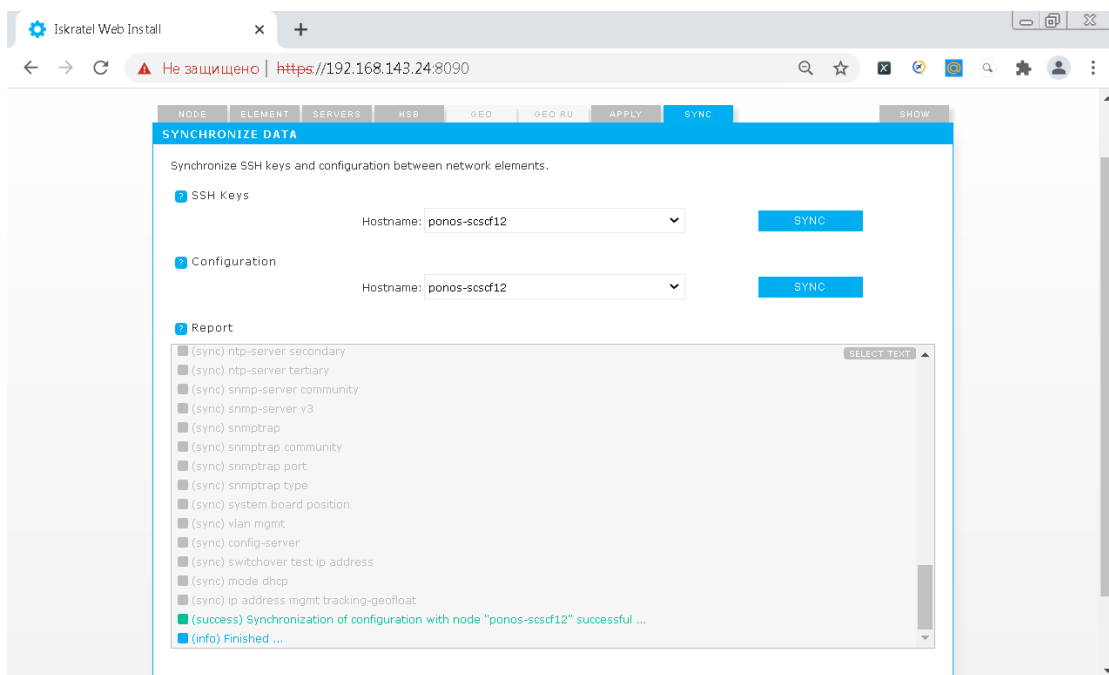 Iskratel Web Install
Не защищено | https://192.168.143.24:8090
NODE ELEMENT SERVERS HSB GEO GEO RU APPLY SYNC SHOW
SYNCHRONIZE DATA
Synchronize SSH keys and configuration between network elements.
? SSH Keys
Hostname: ponos-scscf12 SYNC
? Configuration
Hostname: ponos-scscf12 SYNC
? Report
(sync) ntp-server secondary SELECT TEXT
(sync) ntp-server tertiary
(sync) snmp-server community
(sync) snmp-server v3
(sync) snmptrap
(sync) snmptrap community
(sync) snmptrap port
(sync) snmptrap type
(sync) system board position
(sync) vlan mgmt
(sync) config-server
(sync) switchover test ip address
(sync) mode dhcp
(sync) ip address mgmt tracking-geofloat
(success) Synchronization of configuration with node "ponos-scscf12" successful ...
(info) Finished ...